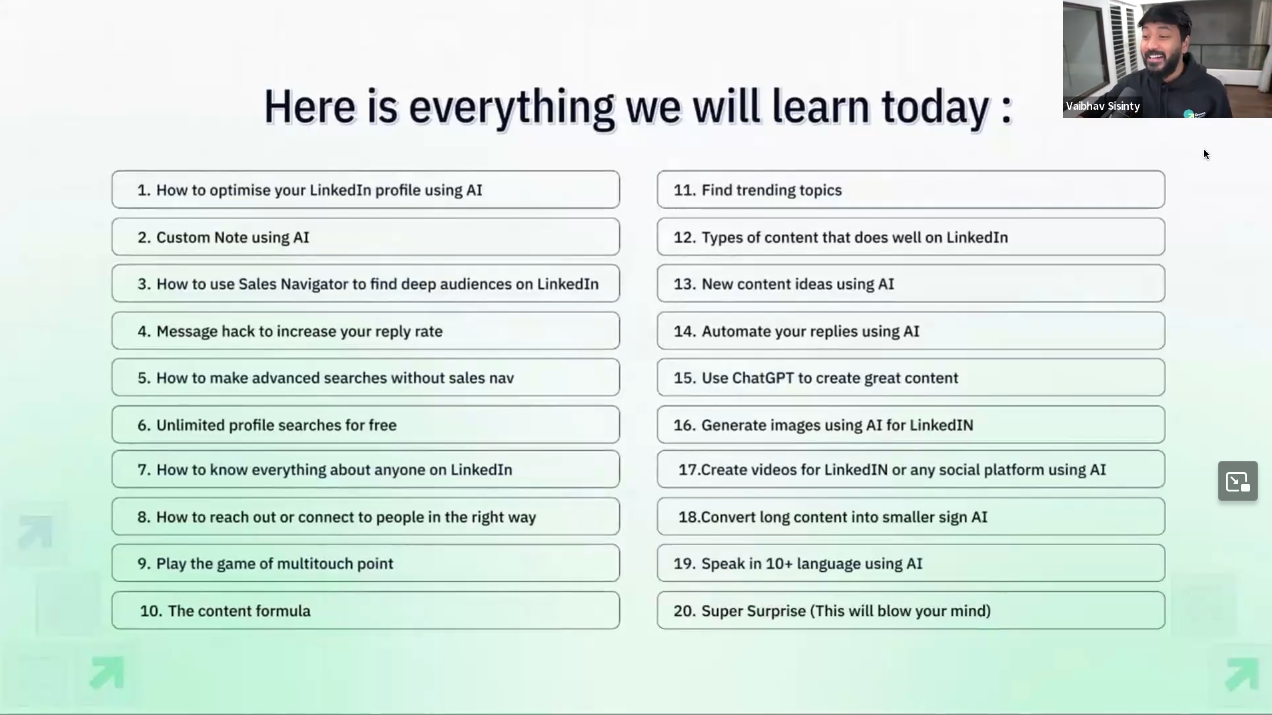 Here is everything we will learn today :
Vaibhav Sisinty
1. How to optimise your LinkedIn profile using AI
2. Custom Note using AI
3. How to use Sales Navigator to find deep audiences on LinkedIn
4. Message hack to increase your reply rate
5. How to make advanced searches without sales nav
6. Unlimited profile searches for free
7. How to know everything about anyone on LinkedIn
8. How to reach out or connect to people in the right way
9. Play the game of multitouch point
10. The content formula
11. Find trending topics
12. Types of content that does well on LinkedIn
13. New content ideas using AI
14. Automate your replies using AI
15. Use ChatGPT to create great content
16. Generate images using AI for LinkedIN
17.Create videos for LinkedIN or any social platform using AI
18.Convert long content into smaller sign AI
19. Speak in 10+ language using AI
20. Super Surprise (This will blow your mind)